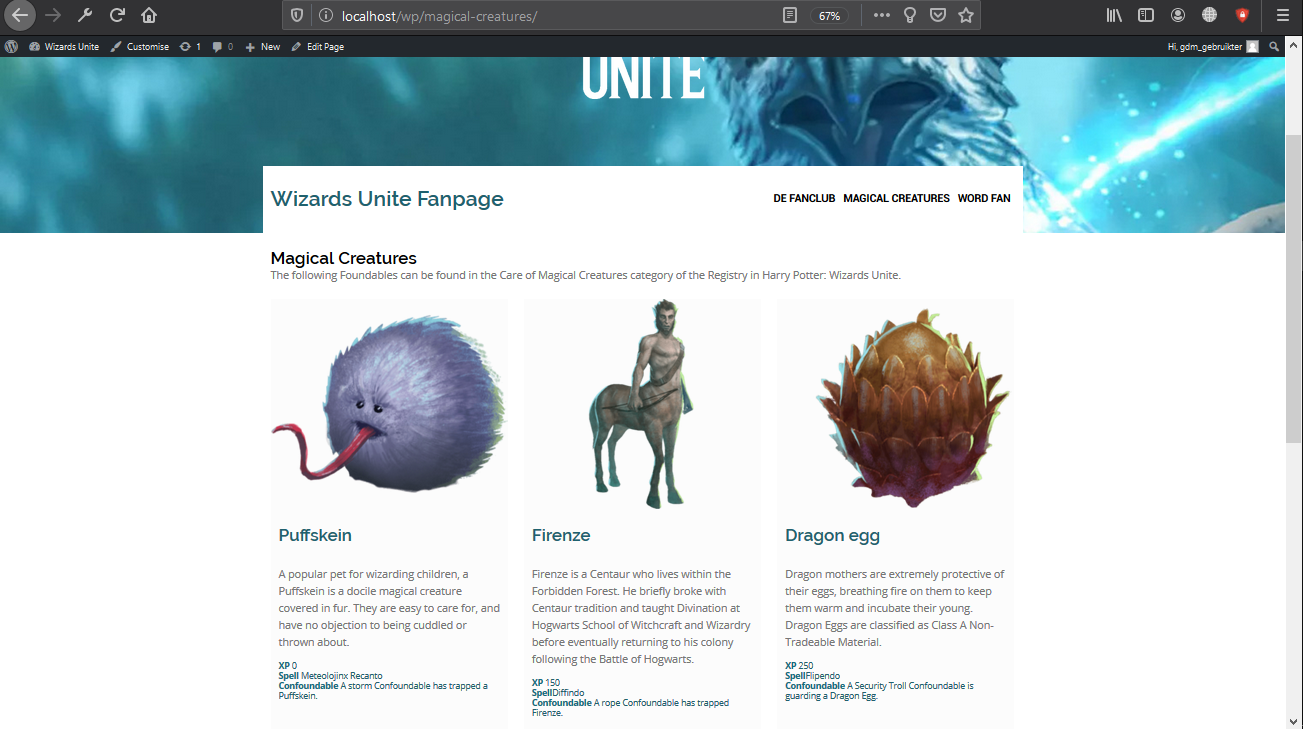 localhost/wp/magical-creatures/
67%
Wizards Unite Customise 1 0 New Edit Page Hi, gdm_gebruikter
UNITE
Wizards Unite Fanpage
DE FANCLUB MAGICAL CREATURES WORD FAN
Magical Creatures
The following Foundables can be found in the Care of Magical Creatures category of the Registry in Harry Potter: Wizards Unite.
Puffskein
A popular pet for wizarding children, a
Puffskein is a docile magical creature
covered in fur. They are easy to care for, and
have no objection to being cuddled or
thrown about.
XP 0
Spell Meteolojinx Recanto
Confoundable A storm Confoundable has trapped a
Puffskein.
Firenze
Firenze is a Centaur who lives within the
Forbidden Forest. He briefly broke with
Centaur tradition and taught Divination at
Hogwarts School of Witchcraft and Wizardry
before eventually returning to his colony
following the Battle of Hogwarts.
XP 150
SpellDiffindo
Confoundable A rope Confoundable has trapped
Firenze.
Dragon egg
Dragon mothers are extremely protective of
their eggs, breathing fire on them to keep
them warm and incubate their young.
Dragon Eggs are classified as Class A Non-
Tradeable Material.
XP 250
SpellFlipendo
Confoundable A Security Troll Confoundable is
guarding a Dragon Egg.